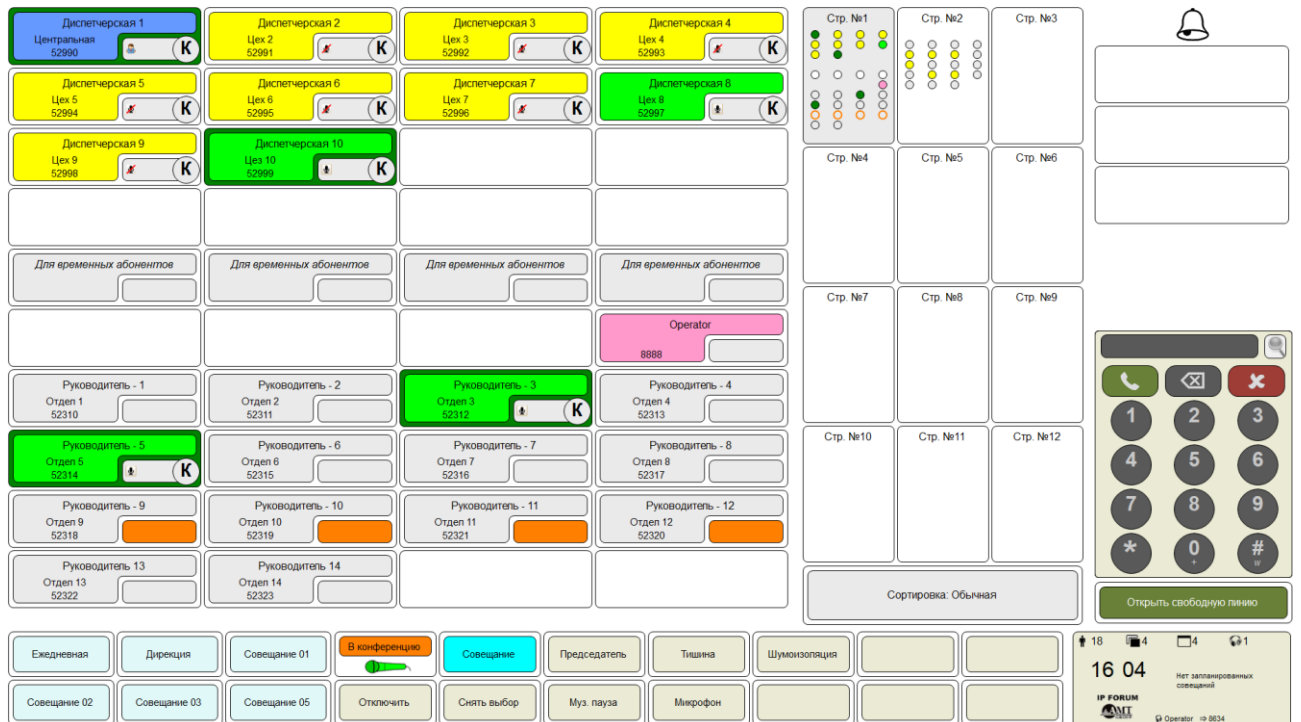 Диспетчерская 1
Центральная
52990
K
Диспетчерская 2
Цех 2
52991
K
Диспетчерская 3
Цех 3
52992
K
Диспетчерская 4
Цех 4
52993
K
Диспетчерская 5
Цех 5
52994
K
Диспетчерская 6
Цех 6
52995
K
Диспетчерская 7
Цех 7
52996
K
Диспетчерская 8
Цех 8
52997
K
Диспетчерская 9
Цех 9
52998
K
Диспетчерская 10
Цез 10
52999
K
Для временных абонентов
Для временных абонентов
Для временных абонентов
Для временных абонентов
Operator
8888
Руководитель - 1
Отдел 1
52310
Руководитель - 2
Отдел 2
52311
Руководитель - 3
Отдел 3
52312
K
Руководитель - 4
Отдел 4
52313
Руководитель - 5
Отдел 5
52314
K
Руководитель - 6
Отдел 6
52315
Руководитель - 7
Отдел 7
52316
Руководитель - 8
Отдел 8
52317
Руководитель - 9
Отдел 9
52318
Руководитель - 10
Отдел 10
52319
Руководитель - 11
Отдел 11
52321
Руководитель - 12
Отдел 12
52320
Руководитель 13
Отдел 13
52322
Руководитель 14
Отдел 14
52323
Стр. №1
Стр. №2
Стр. №3
Стр. №4
Стр. №5
Стр. №6
Стр. №7
Стр. №8
Стр. №9
Стр. №10
Стр. №11
Стр. №12
Сортировка: Обычная
1
2
3
4
5
6
7
8
9
*
0
+
#
Открыть свободную линию
Ежедневная
Дирекция
Совещание 01
В конференцию
Совещание
Председатель
Тишина
Шумоизоляция
Совещание 02
Совещание 03
Совещание 05
Отключить
Снять выбор
Муз. пауза
Микрофон
18
4
4
1
16 04
Нет запланированных
совещаний
IP FORUM
Operator ⇒ 8634